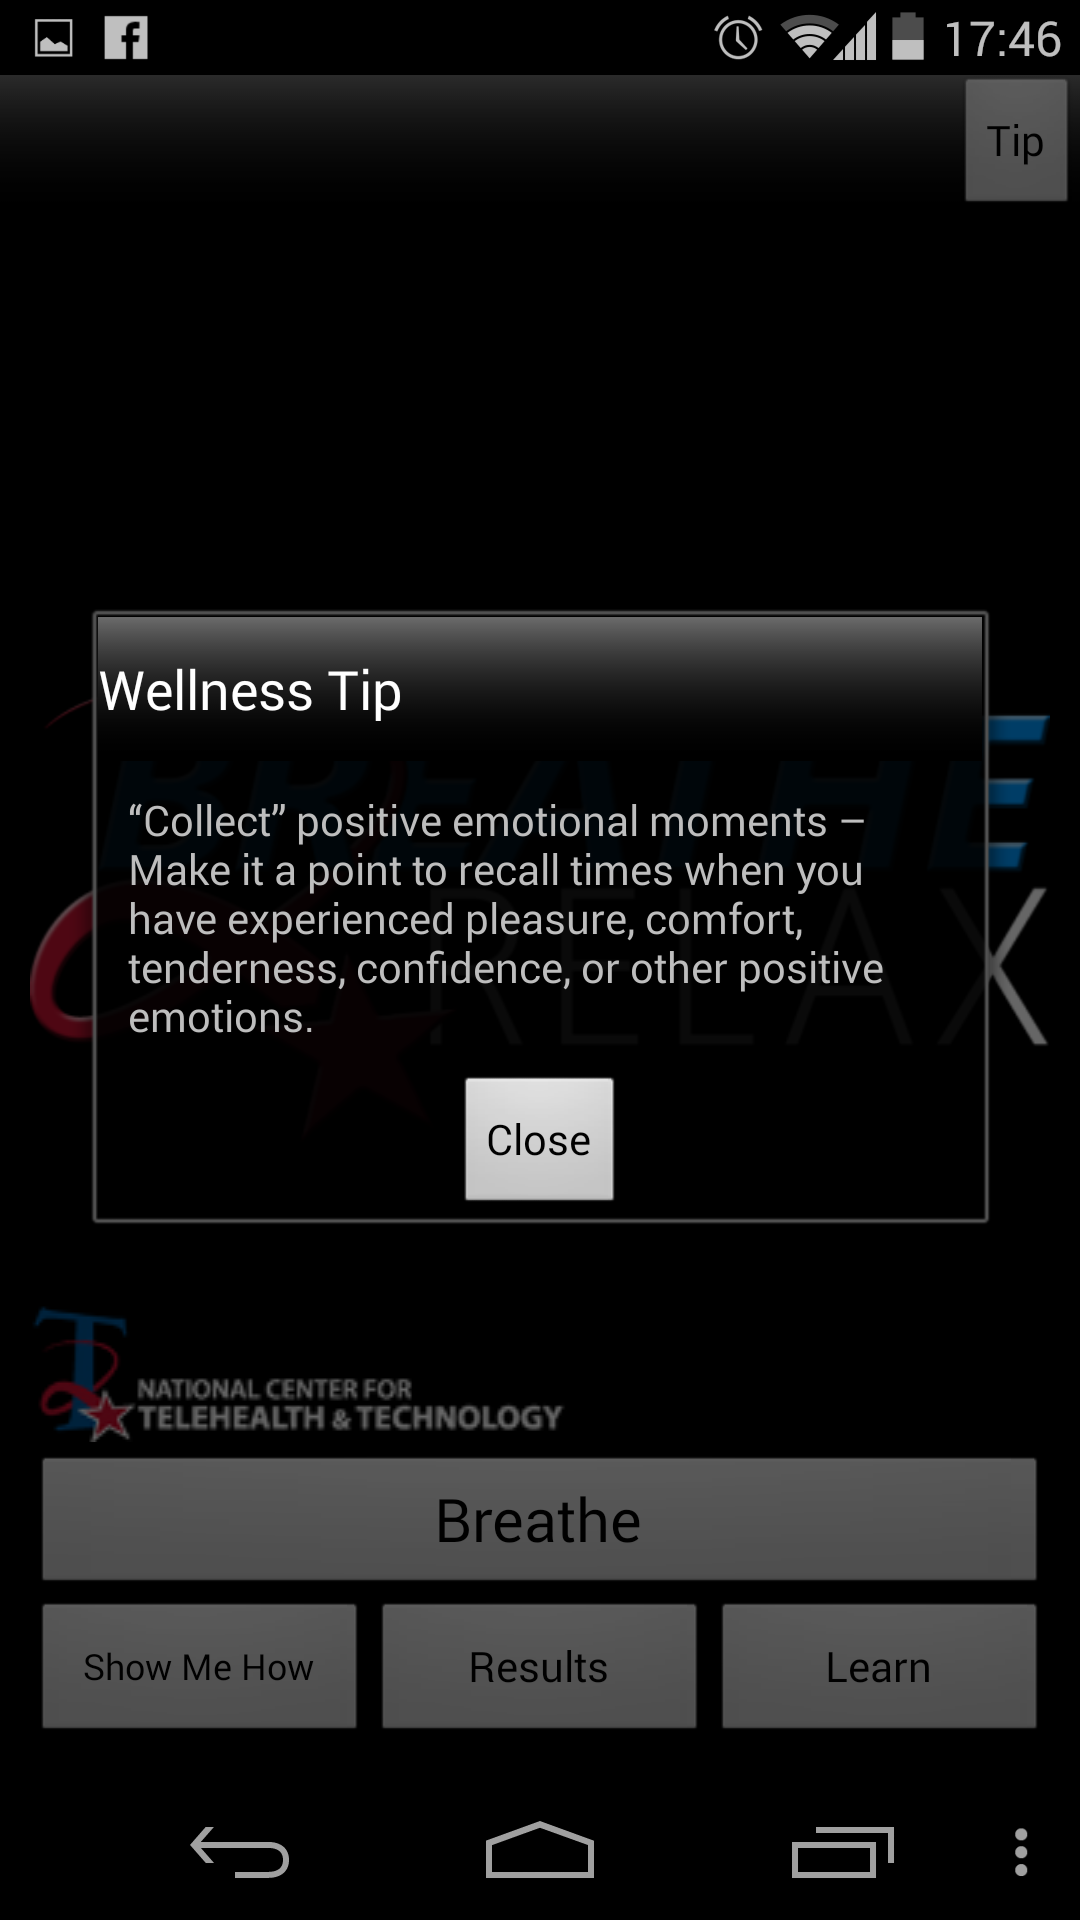 17:46
Tip
Wellness Tip
BREATHE
“Collect” positive emotional moments –
Make it a point to recall times when you
have experienced pleasure, comfort,
tenderness, confidence, or other positive
emotions.
RELAX
Close
NATIONAL CENTER FOR
TELEHEALTH & TECHNOLOGY
Breathe
Show Me How
Results
Learn